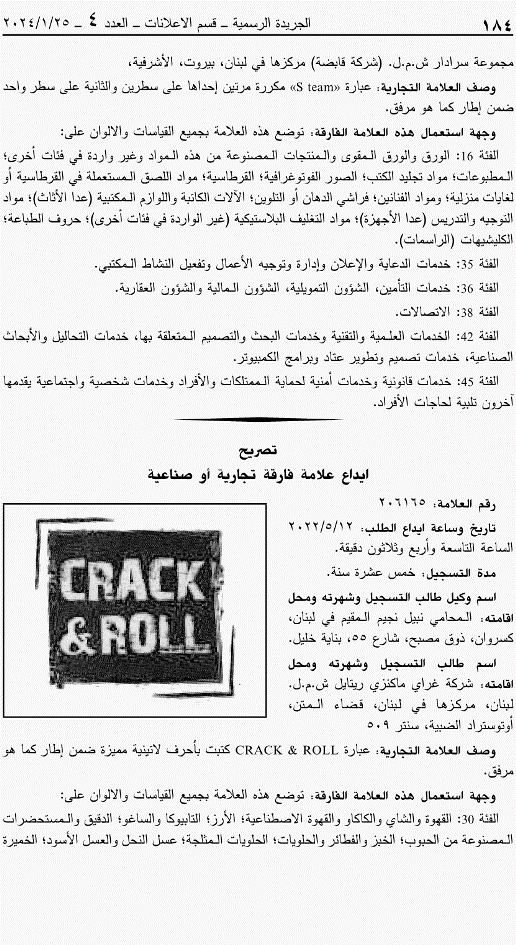 ١٨٤ الجريدة الرسمية ــ قسم الاعلانات ــ العدد ٤ ــ ٢٠٢٤/١/٢٥
مجموعة سرادار ش.م.ل. (شركة قابضة) مركزها في لبنان، بيروت، الأشرفية،
وصف العلامة التجارية: عبارة «S team» مكررة مرتين إحداها على سطرين والثانية على سطر واحد
ضمن إطار كما هو مرفق.
وجهة استعمال هذه العلامة الفارقة: توضع هذه العلامة بجميع القياسات والالوان على:
الفئة 16: الورق والورق المقوى والمنتجات المصنوعة من هذه المواد وغير واردة في فئات أخرى؛
المطبوعات؛ مواد تجليد الكتب؛ الصور الفوتوغرافية؛ القرطاسية؛ مواد اللصق المستعملة في القرطاسية أو
لغايات منزلية؛ ومواد الفنانين؛ فراشي الدهان أو التلوين؛ الآلات الكاتبة واللوازم المكتبية (عدا الأثاث)؛ مواد
التوجيه والتدريس (عدا الأجهزة)؛ مواد التغليف البلاستيكية (غير الواردة في فئات أخرى)؛ حروف الطباعة؛
الكليشيهات (الراسمات).
الفئة 35: خدمات الدعاية والإعلان وإدارة وتوجيه الأعمال وتفعيل النشاط المكتبي.
الفئة 36: خدمات التأمين، الشؤون التمويلية، الشؤون المالية والشؤون العقارية.
الفئة 38: الاتصالات.
الفئة 42: الخدمات العلمية والتقنية وخدمات البحث والتصميم المتعلقة بها، خدمات التحاليل والأبحاث
الصناعية، خدمات تصميم وتطوير عتاد وبرامج الكمبيوتر.
الفئة 45: خدمات قانونية وخدمات أمنية لحماية الممتلكات والأفراد وخدمات شخصية واجتماعية يقدمها
آخرون تلبية لحاجات الأفراد.
تصريح
ايداع علامة فارقة تجارية أو صناعية
رقم العلامة: ٢٠٦١٦٥
تاريخ وساعة ايداع الطلب: ٢٠٢٢/٥/١٢
الساعة التاسعة وأربع وثلاثون دقيقة.
مدة التسجيل: خمس عشرة سنة.
اسم وكيل طالب التسجيل وشهرته ومحل
اقامته: المحامي نبيل نجيم المقيم في لبنان،
كسروان، ذوق مصبح، شارع ٥٥، بناية خليل.
اسم طالب التسجيل وشهرته ومحل
اقامته: شركة غراي ماكنزي ريتايل ش.م.ل.
لبنان، مركزها في لبنان، قضاء المتن،
أوتوستراد الضبية، سنتر ٥٠٩
CRACK
& ROLL
وصف العلامة التجارية: عبارة CRACK & ROLL كتبت بأحرف لاتينية مميزة ضمن إطار كما هو
مرفق.
وجهة استعمال هذه العلامة الفارقة: توضع هذه العلامة بجميع القياسات والالوان على:
الفئة 30: القهوة والشاي والكاكاو والقهوة الاصطناعية؛ الأرز؛ التابيوكا والساغو؛ الدقيق والمستحضرات
المصنوعة من الحبوب؛ الخبز والفطائر والحلويات؛ الحلويات المثلجة؛ عسل النحل والعسل الأسود؛ الخميرة